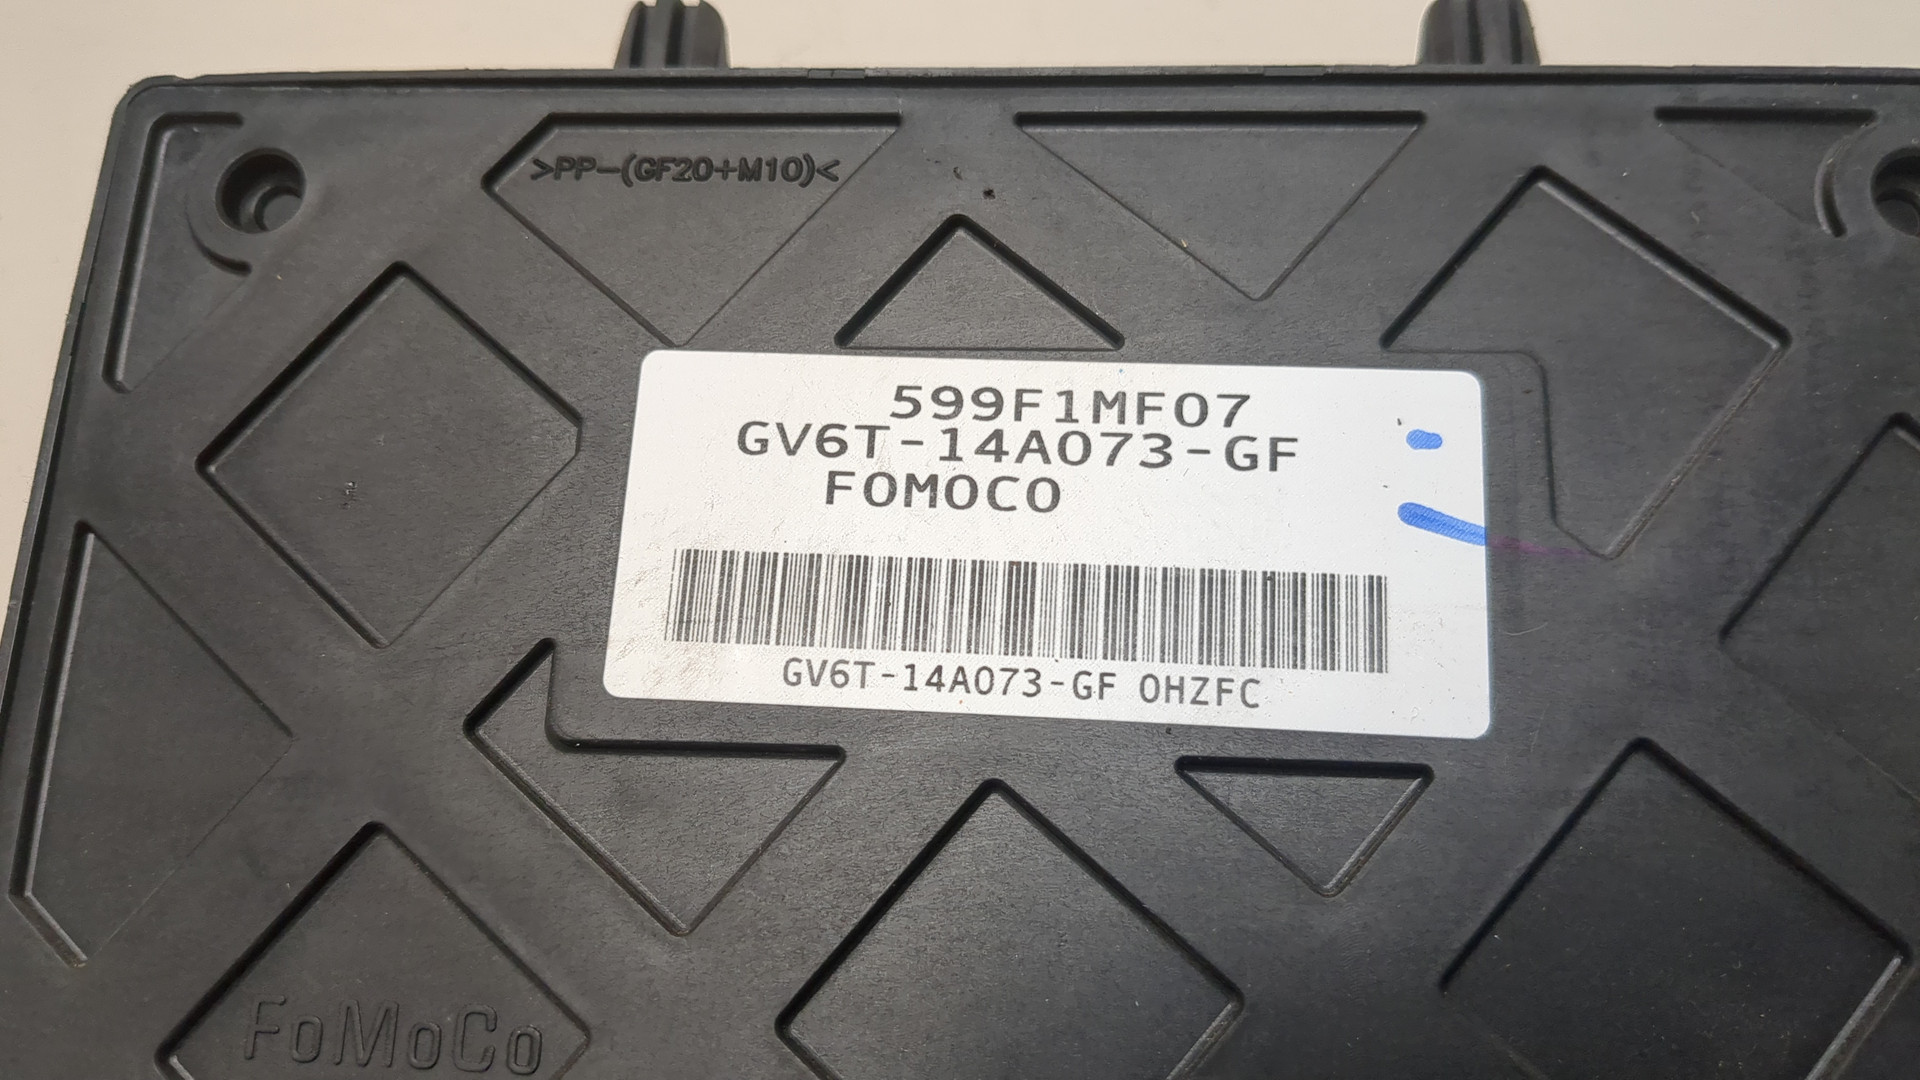 >PP-(GF20+M10)<
599F1MF07
GV6T-14A073-GF
FOMOCO
GV6T-14A073-GF 0HZFC
FoMoCo